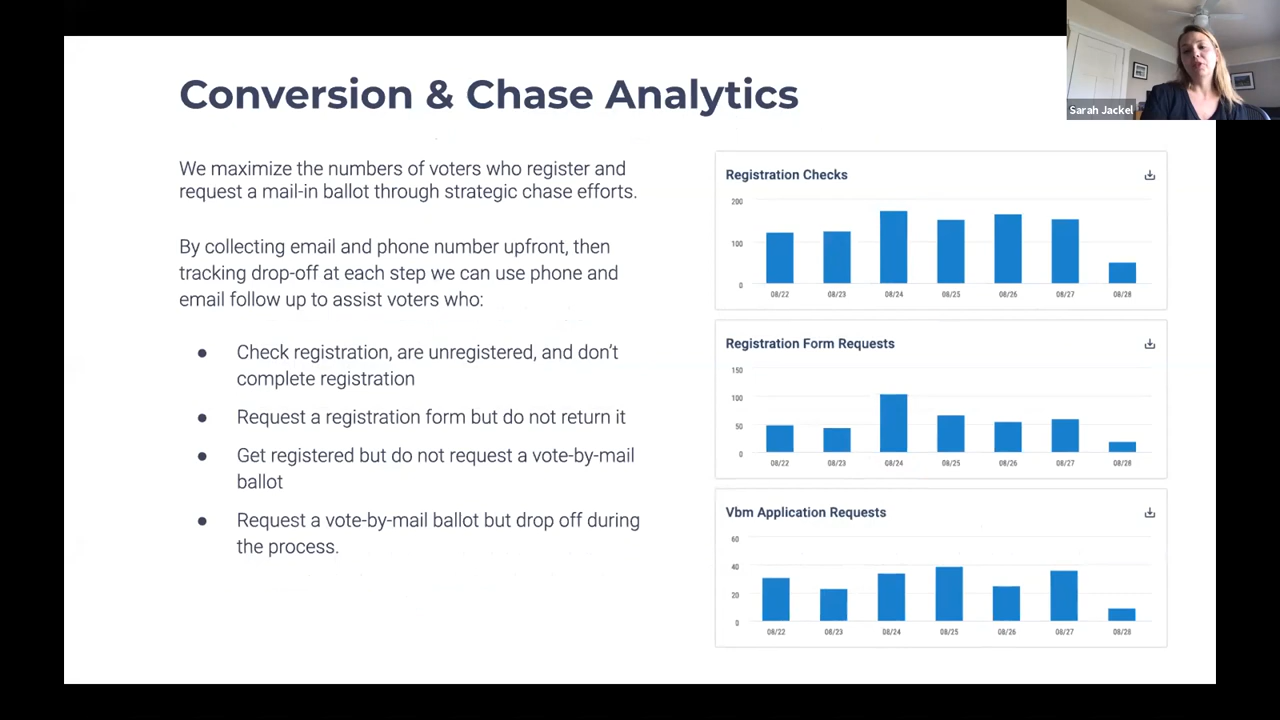 Sarah Jackel
Conversion & Chase Analytics
We maximize the numbers of voters who register and
request a mail-in ballot through strategic chase efforts.
By collecting email and phone number upfront, then
tracking drop-off at each step we can use phone and
email follow up to assist voters who:
● Check registration, are unregistered, and don’t
complete registration
● Request a registration form but do not return it
● Get registered but do not request a vote-by-mail
ballot
● Request a vote-by-mail ballot but drop off during
the process.
Registration Checks
200
100
0
08/22 08/23 08/24 08/25 08/26 08/27 08/28
Registration Form Requests
150
100
50
0
08/22 08/23 08/24 08/25 08/26 08/27 08/28
Vbm Application Requests
60
40
20
0
08/22 08/23 08/24 08/25 08/26 08/27 08/28